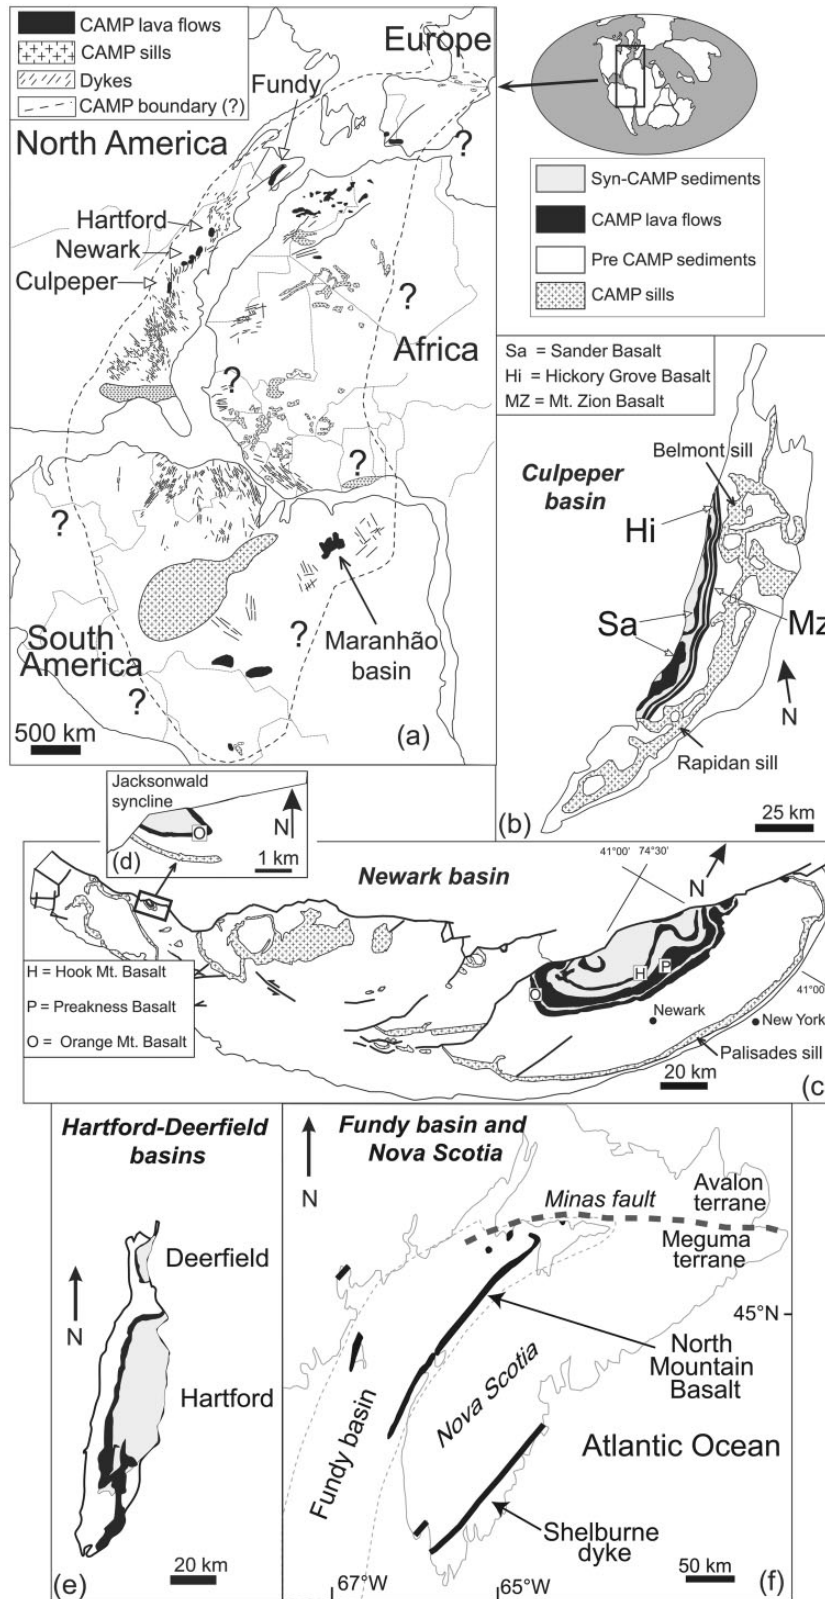 CAMP lava flows
CAMP sills
Dykes
CAMP boundary (?)
Europe
Fundy
North America
?
Hartford
Newark
Culpeper
?
Africa
?
?
?
?
South
America
?
Maranhão
basin
500 km
(a)
Syn-CAMP sediments
CAMP lava flows
Pre CAMP sediments
CAMP sills
Sa = Sander Basalt
Hi = Hickory Grove Basalt
MZ = Mt. Zion Basalt
Belmont sill
Culpeper
basin
Hi
Sa
Mz
N
Rapidan sill
(b)
25 km
Jacksonwald
syncline
N
O
(d)
1 km
Newark basin
41°00'
74°30'
N
H = Hook Mt. Basalt
P = Preakness Basalt
O = Orange Mt. Basalt
H
P
O
41°00'
Newark
New York
Palisades sill
20 km
(c)
Hartford-Deerfield
basins
N
Deerfield
Hartford
20 km
(e)
Fundy basin and
Nova Scotia
N
Avalon
terrane
Minas fault
Meguma
terrane
45°N
North
Mountain
Basalt
Nova Scotia
Fundy basin
Atlantic Ocean
Shelburne
dyke
67°W
65°W
50 km
(f)